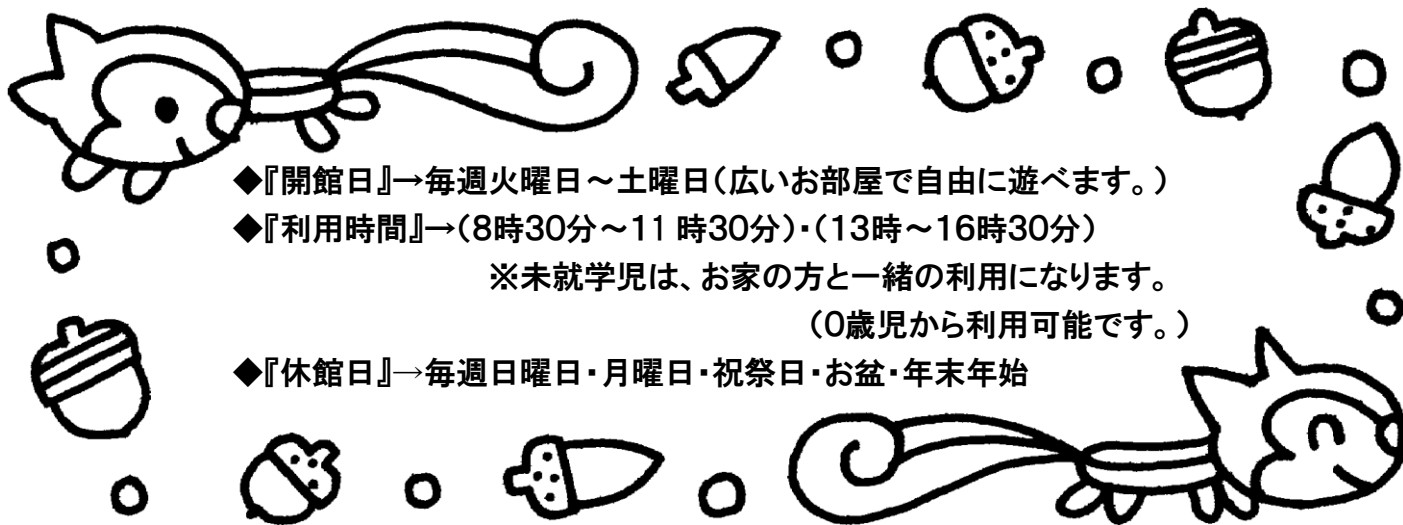 ◆『開館日』→毎週火曜日～土曜日(広いお部屋で自由に遊べます。)
◆『利用時間』→(8時30分～11時30分)・(13時～16時30分)
※未就学児は、お家の方と一緒の利用になります。
(0歳児から利用可能です。)
◆『休館日』→毎週日曜日・月曜日・祝祭日・お盆・年末年始